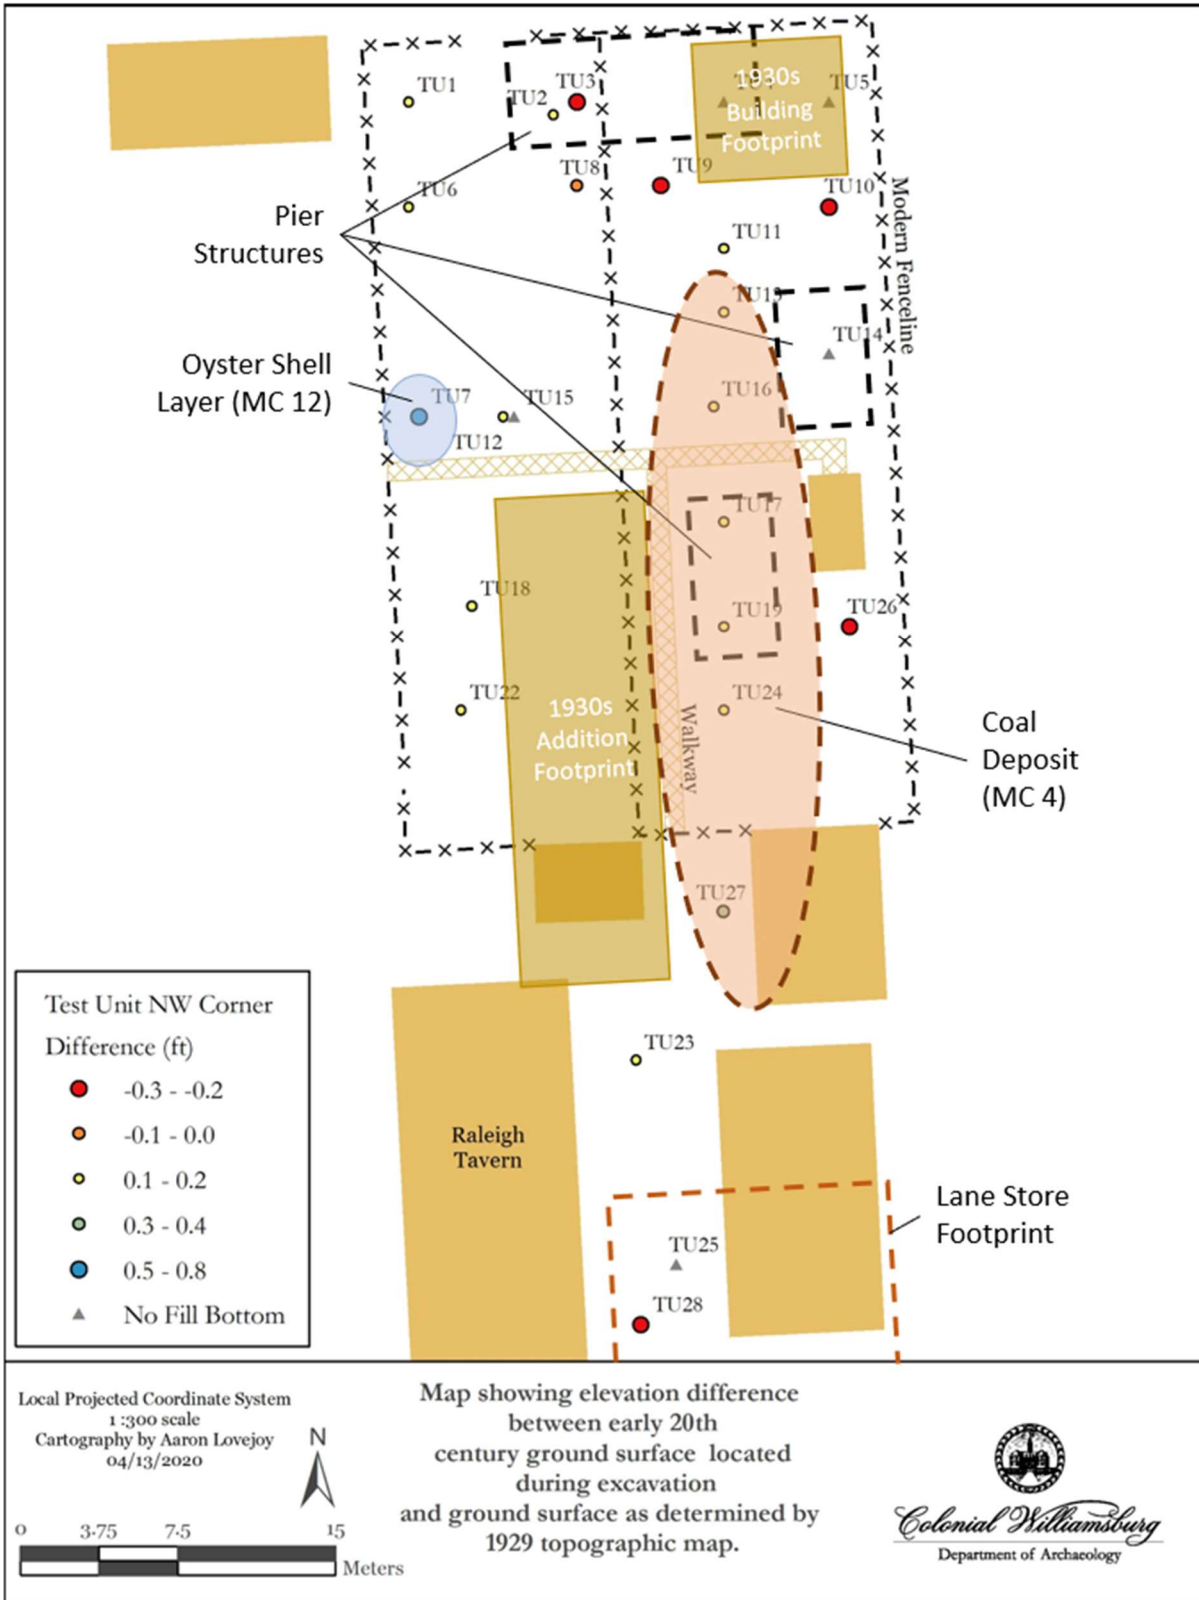 TU1
TU2
TU3
TU4
1930s
Building
Footprint
TU5
TU6
TU8
TU9
TU10
Pier
Structures
TU11
Modern Fenceline
TU13
TU14
Oyster Shell
Layer (MC 12)
TU7
TU15
TU16
TU12
TU17
TU18
TU19
TU26
TU22
TU24
1930s
Addition
Footprint
Walkway
Coal
Deposit
(MC 4)
TU27
Test Unit NW Corner
Difference (ft)
-0.3 - -0.2
-0.1 - 0.0
0.1 - 0.2
0.3 - 0.4
0.5 - 0.8
No Fill Bottom
TU23
Raleigh
Tavern
Lane Store
Footprint
TU25
TU28
Local Projected Coordinate System
1 :300 scale
Cartography by Aaron Lovejoy
04/13/2020
N
0 3.75 7.5 15
Meters
Map showing elevation difference
between early 20th
century ground surface located
during excavation
and ground surface as determined by
1929 topographic map.
Colonial Williamsburg
Department of Archaeology